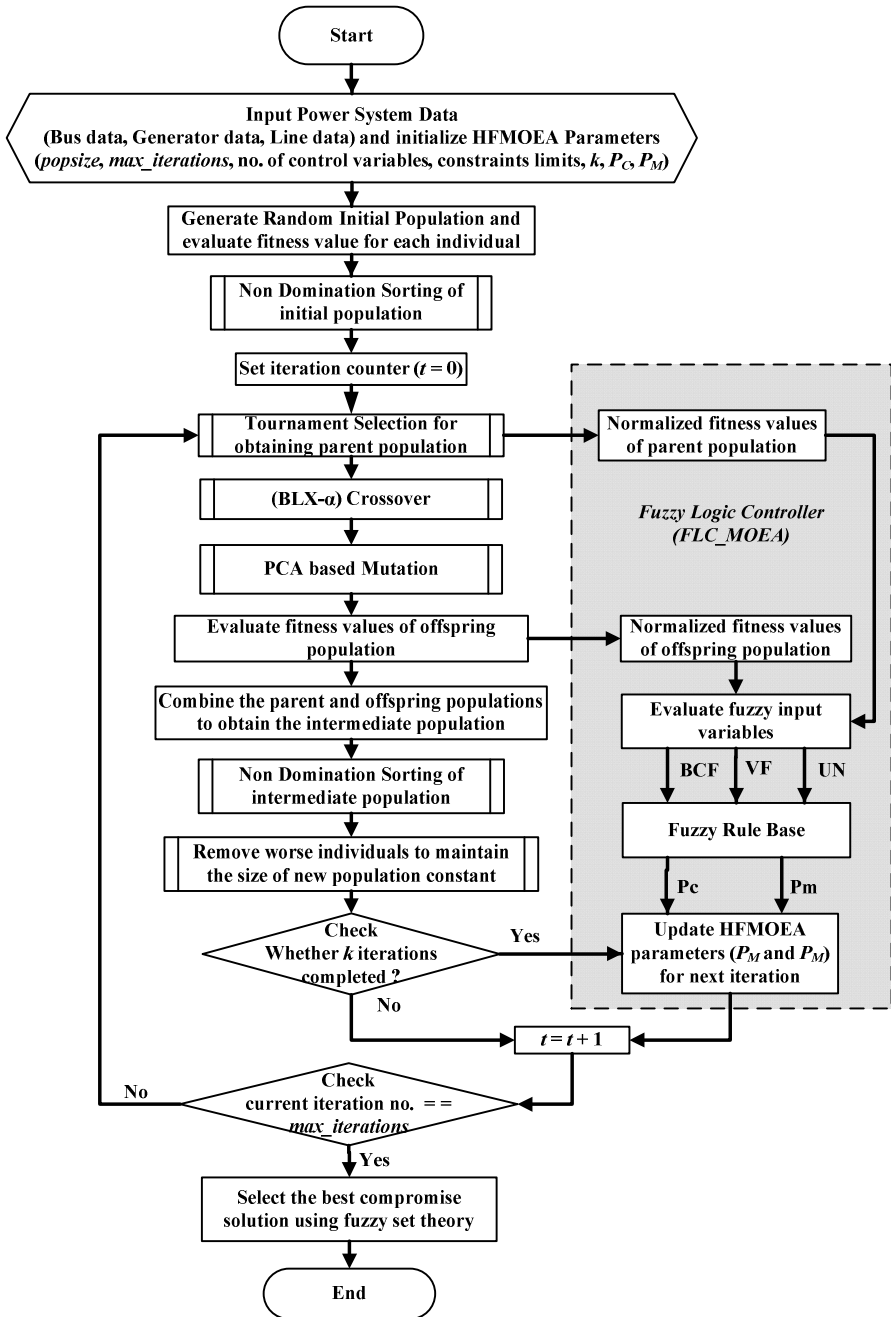 Start
Input Power System Data
(Bus data, Generator data, Line data) and initialize HFMOEA Parameters
(popsize, max_iterations, no. of control variables, constraints limits, k, PC, PM)
Generate Random Initial Population and
evaluate fitness value for each individual
Non Domination Sorting of
initial population
Set iteration counter (t = 0)
Tournament Selection for
obtaining parent population
Normalized fitness values
of parent population
(BLX-α) Crossover
Fuzzy Logic Controller
(FLC_MOEA)
PCA based Mutation
Evaluate fitness values of offspring
population
Normalized fitness values
of offspring population
Combine the parent and offspring populations
to obtain the intermediate population
Evaluate fuzzy input
variables
BCF VF UN
Non Domination Sorting of
intermediate population
Fuzzy Rule Base
Remove worse individuals to maintain
the size of new population constant
Pc Pm
Check
Whether k iterations
completed ?
Yes
No
Update HFMOEA
parameters (PM and PM)
for next iteration
t = t + 1
Check
current iteration no. = =
max_iterations
No
Yes
Select the best compromise
solution using fuzzy set theory
End